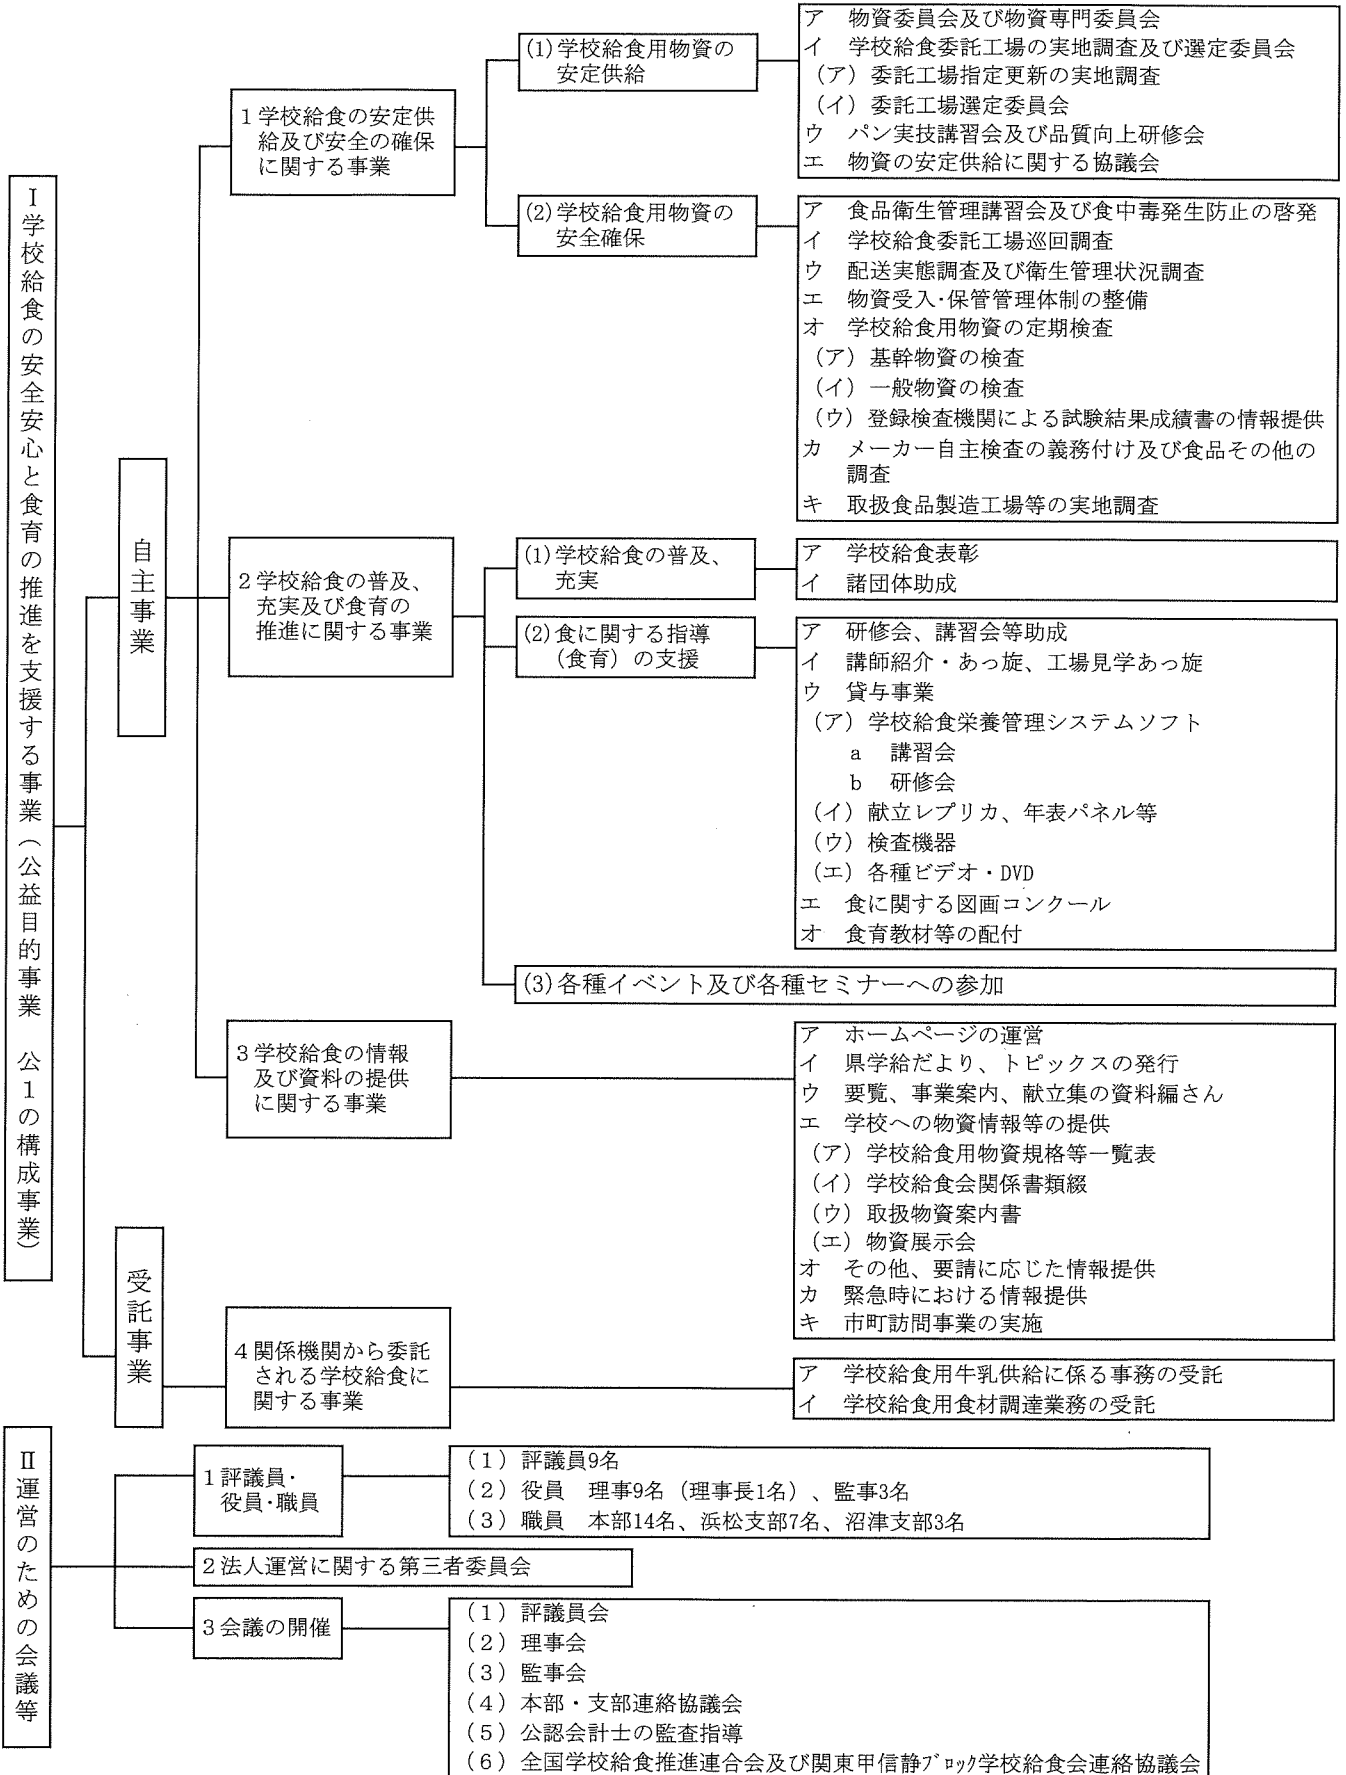 Ⅰ学校給食の安全安心と食育の推進を支援する事業（公益目的事業　公１の構成事業）
自主事業
１学校給食の安定供
給及び安全の確保
に関する事業
(1)学校給食用物資の
安定供給
ア　物資委員会及び物資専門委員会
イ　学校給食委託工場の実地調査及び選定委員会
（ア）委託工場指定更新の実地調査
（イ）委託工場選定委員会
ウ　パン実技講習会及び品質向上研修会
エ　物資の安定供給に関する協議会
(2)学校給食用物資の
安全確保
ア　食品衛生管理講習会及び食中毒発生防止の啓発
イ　学校給食委託工場巡回調査
ウ　配送実態調査及び衛生管理状況調査
エ　物資受入・保管管理体制の整備
オ　学校給食用物資の定期検査
（ア）基幹物資の検査
（イ）一般物資の検査
（ウ）登録検査機関による試験結果成績書の情報提供
カ　メーカー自主検査の義務付け及び食品その他の
調査
キ　取扱食品製造工場等の実地調査
２学校給食の普及、
充実及び食育の
推進に関する事業
(1)学校給食の普及、
充実
ア　学校給食表彰
イ　諸団体助成
(2)食に関する指導
（食育）の支援
ア　研修会、講習会等助成
イ　講師紹介・あっ旋、工場見学あっ旋
ウ　貸与事業
（ア）学校給食栄養管理システムソフト
a　講習会
b　研修会
（イ）献立レプリカ、年表パネル等
（ウ）検査機器
（エ）各種ビデオ・DVD
エ　食に関する図画コンクール
オ　食育教材等の配付
(3)各種イベント及び各種セミナーへの参加
３学校給食の情報
及び資料の提供
に関する事業
ア　ホームページの運営
イ　県学給だより、トピックスの発行
ウ　要覧、事業案内、献立集の資料編さん
エ　学校への物資情報等の提供
（ア）学校給食用物資規格等一覧表
（イ）学校給食会関係書類綴
（ウ）取扱物資案内書
（エ）物資展示会
オ　その他、要請に応じた情報提供
カ　緊急時における情報提供
キ　市町訪問事業の実施
受託事業
４関係機関から委託
される学校給食に
関する事業
ア　学校給食用牛乳供給に係る事務の受託
イ　学校給食用食材調達業務の受託
Ⅱ運営のための会議等
１評議員・
役員・職員
（１）評議員9名
（２）役員　理事9名（理事長1名）、監事3名
（３）職員　本部14名、浜松支部7名、沼津支部3名
２法人運営に関する第三者委員会
３会議の開催
（１）評議員会
（２）理事会
（３）監事会
（４）本部・支部連絡協議会
（５）公認会計士の監査指導
（６）全国学校給食推進連合会及び関東甲信静ﾌﾞﾛｯｸ学校給食会連絡協議会